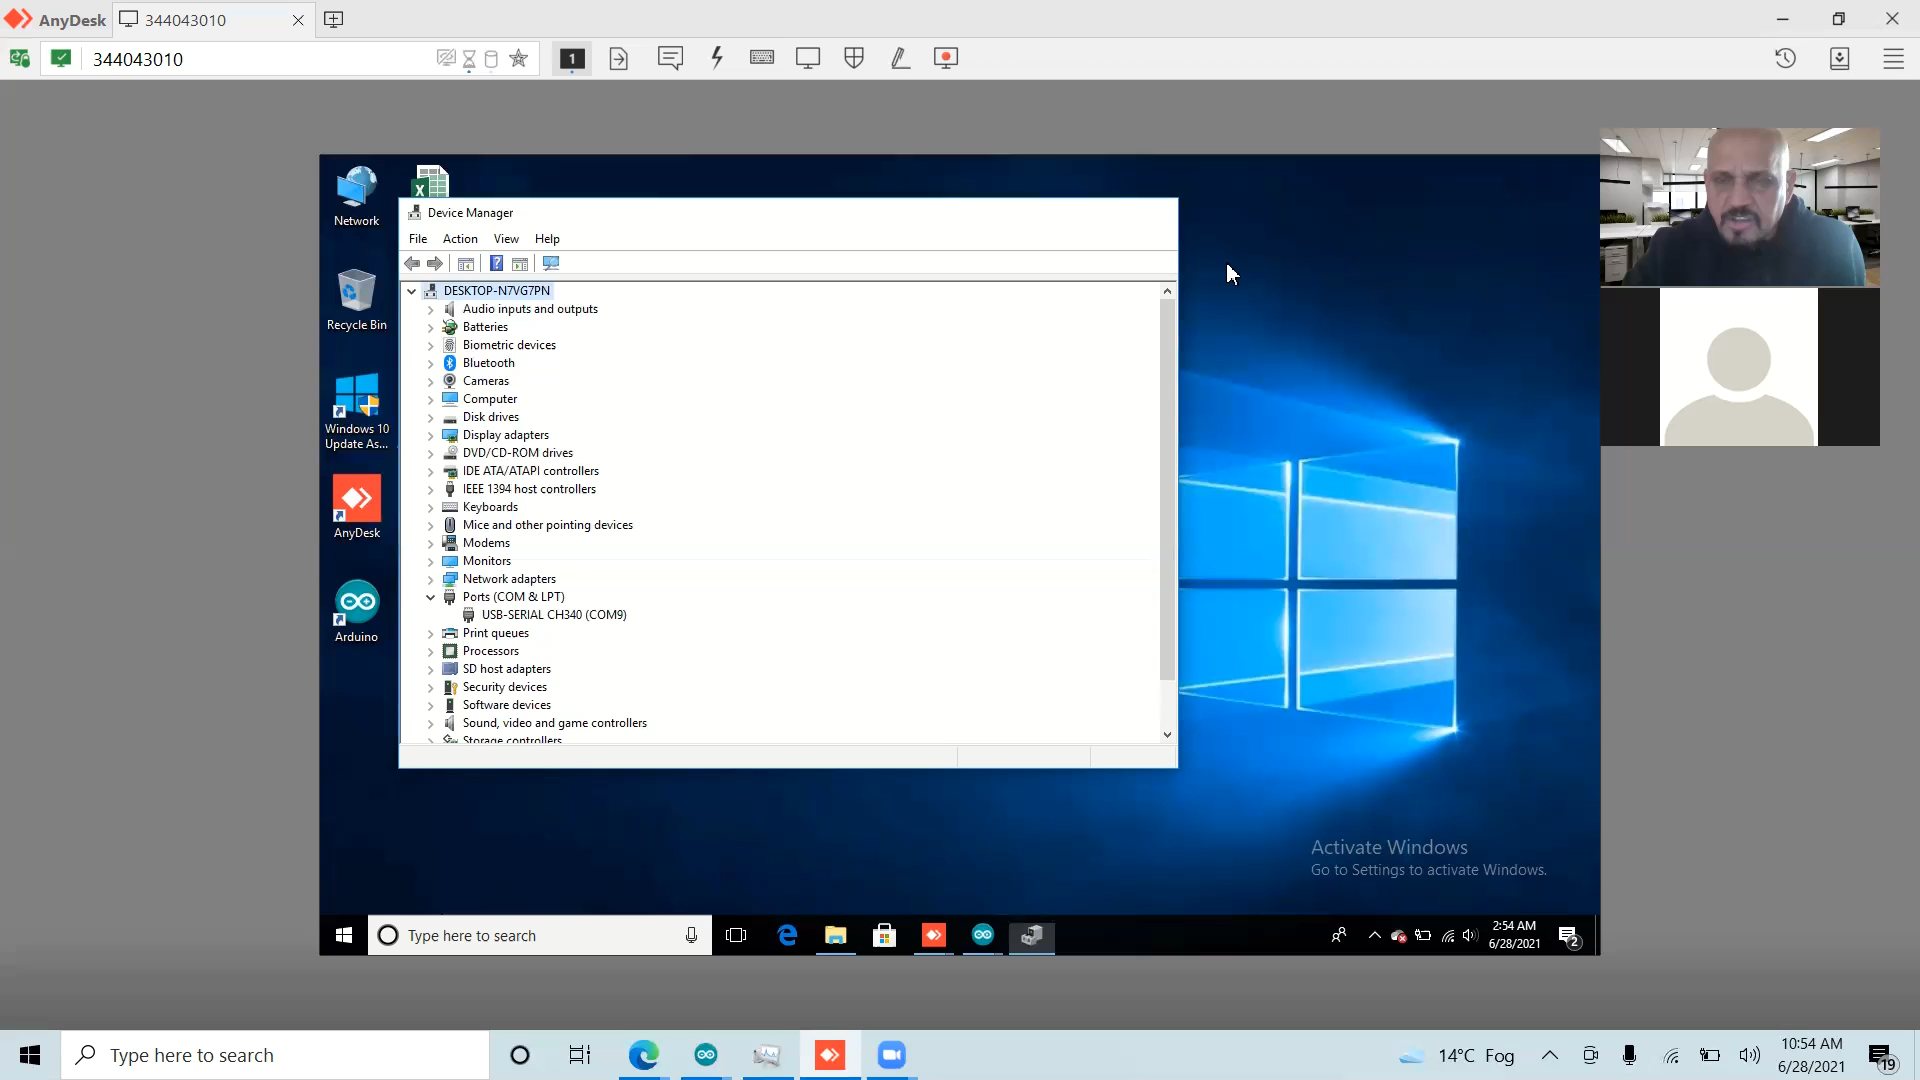 AnyDesk
344043010
344043010
1
Network
Recycle Bin
Windows 10
Update As...
AnyDesk
Arduino
Device Manager
File Action View Help
DESKTOP-N7VG7PN
Audio inputs and outputs
Batteries
Biometric devices
Bluetooth
Cameras
Computer
Disk drives
Display adapters
DVD/CD-ROM drives
IDE ATA/ATAPI controllers
IEEE 1394 host controllers
Keyboards
Mice and other pointing devices
Modems
Monitors
Network adapters
Ports (COM & LPT)
USB-SERIAL CH340 (COM9)
Print queues
Processors
SD host adapters
Security devices
Software devices
Sound, video and game controllers
Storage controllers
Activate Windows
Go to Settings to activate Windows.
Type here to search
2:54 AM
6/28/2021
2
Type here to search
14°C Fog
10:54 AM
6/28/2021
19